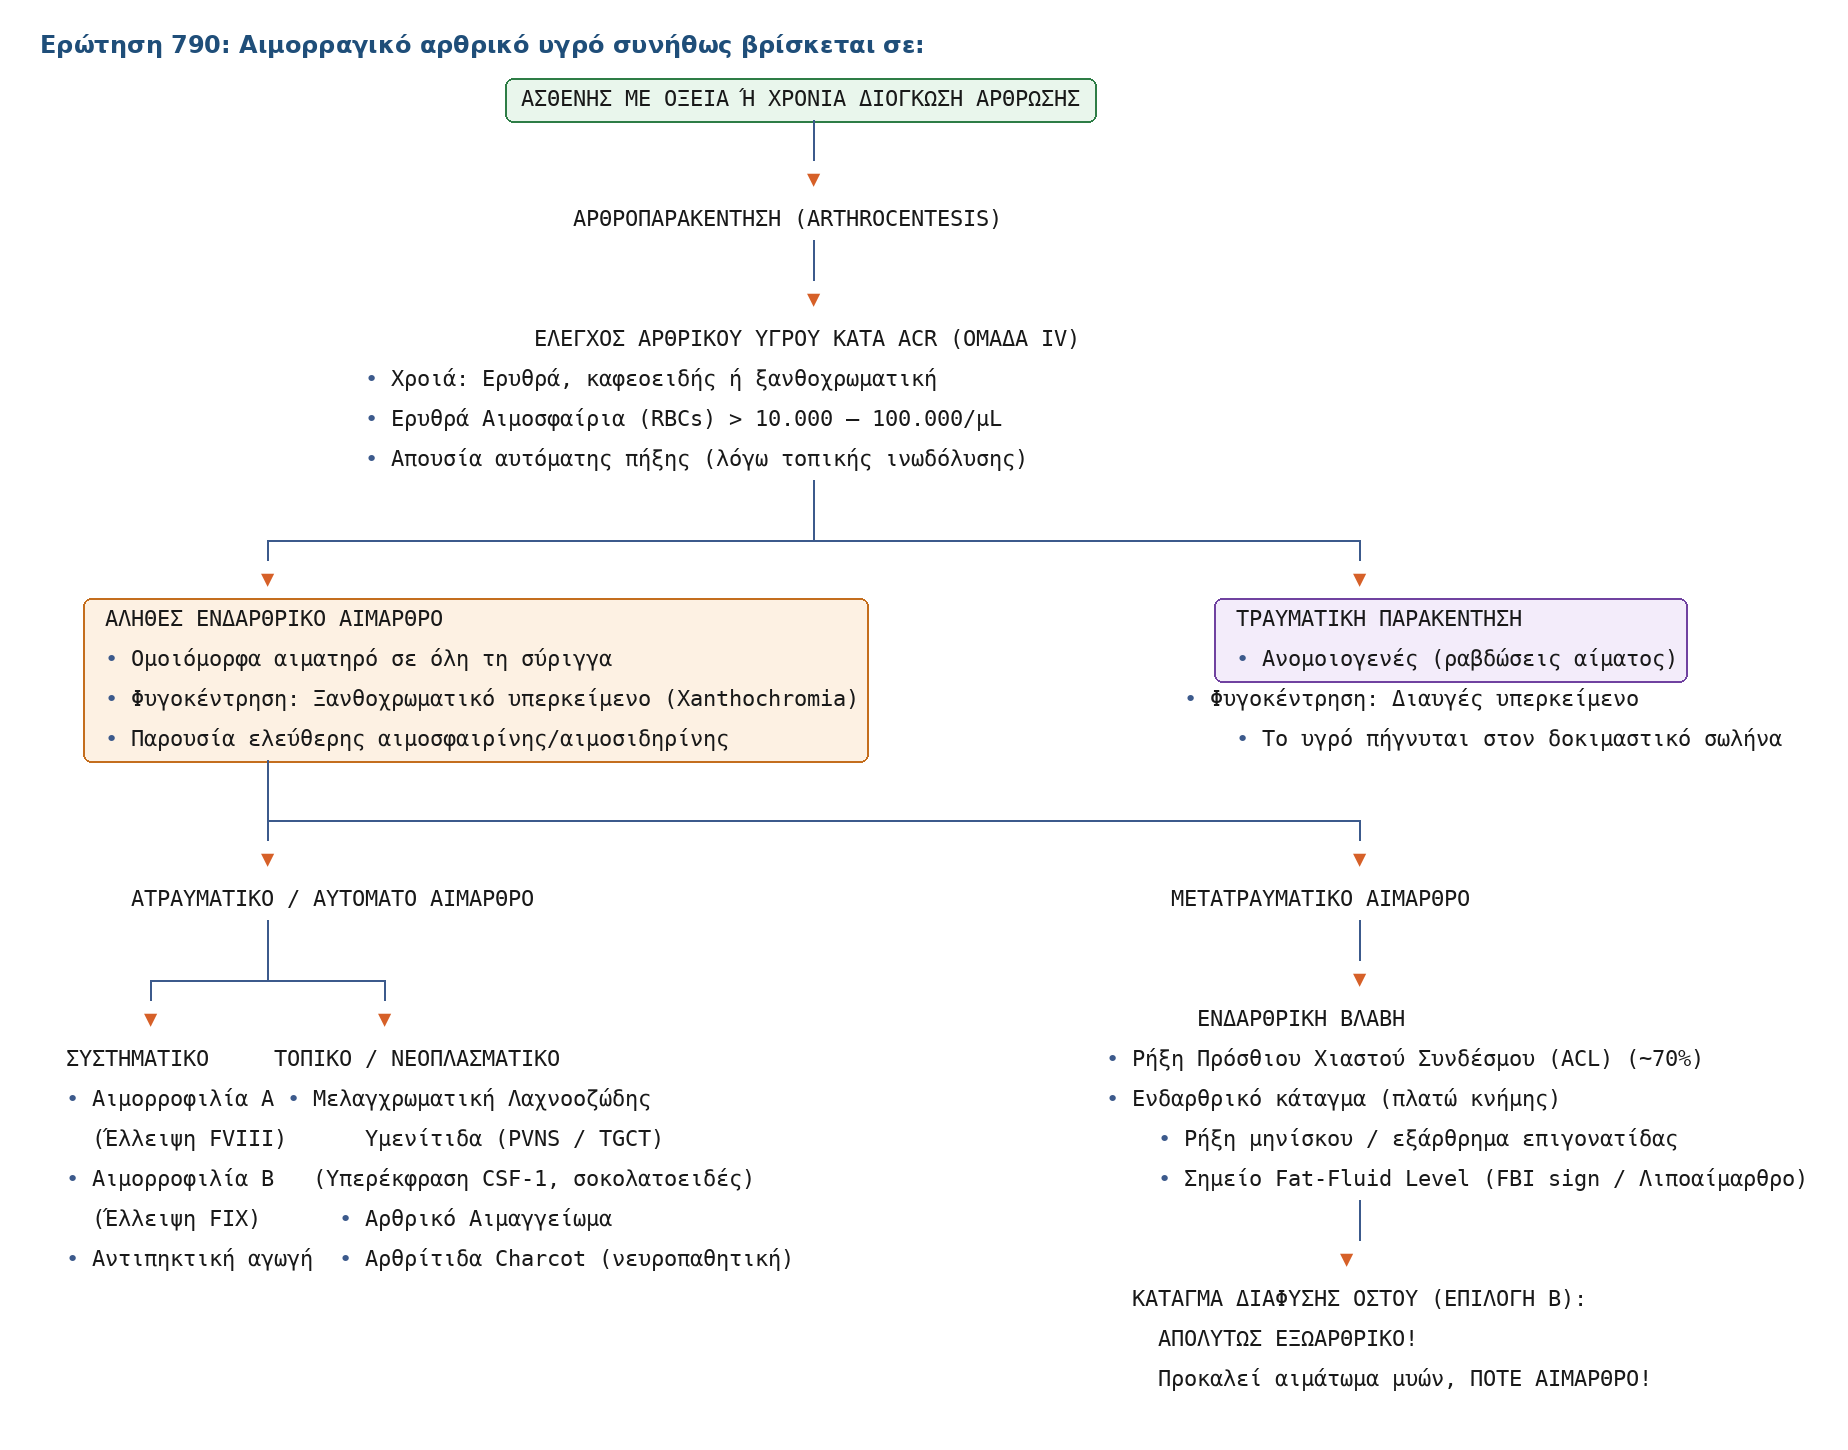 Ερώτηση 790: Αιμορραγικό αρθρικό υγρό συνήθως βρίσκεται σε:
ΑΣΘΕΝΗΣ ΜΕ ΟΞΕΙΑ Ή ΧΡΟΝΙΑ ΔΙΟΓΚΩΣΗ ΑΡΘΡΩΣΗΣ
▼
ΑΡΘΡΟΠΑΡΑΚΕΝΤΗΣΗ (ARTHROCENTESIS)
▼
ΕΛΕΓΧΟΣ ΑΡΘΡΙΚΟΥ ΥΓΡΟΥ ΚΑΤΑ ACR (ΟΜΑΔΑ IV)
• Χροιά: Ερυθρά, καφεοειδής ή ξανθοχρωματική
• Ερυθρά Αιμοσφαίρια (RBCs) > 10.000 – 100.000/μL
• Απουσία αυτόματης πήξης (λόγω τοπικής ινωδόλυσης)
▼ ▼
ΑΛΗΘΕΣ ΕΝΔΑΡΘΡΙΚΟ ΑΙΜΑΡΘΡΟ
• Ομοιόμορφα αιματηρό σε όλη τη σύριγγα
• Φυγοκέντρηση: Ξανθοχρωματικό υπερκείμενο (Xanthochromia)
• Παρουσία ελεύθερης αιμοσφαιρίνης/αιμοσιδηρίνης
ΤΡΑΥΜΑΤΙΚΗ ΠΑΡΑΚΕΝΤΗΣΗ
• Ανομοιογενές (ραβδώσεις αίματος)
• Φυγοκέντρηση: Διαυγές υπερκείμενο
• Το υγρό πήγνυται στον δοκιμαστικό σωλήνα
▼ ▼
ΑΤΡΑΥΜΑΤΙΚΟ / ΑΥΤΟΜΑΤΟ ΑΙΜΑΡΘΡΟ
▼ ▼
ΣΥΣΤΗΜΑΤΙΚΟ
• Αιμορροφιλία Α
(Έλλειψη FVIII)
• Αιμορροφιλία Β
(Έλλειψη FIX)
• Αντιπηκτική αγωγή
ΤΟΠΙΚΟ / ΝΕΟΠΛΑΣΜΑΤΙΚΟ
• Μελαγχρωματική Λαχνοοζώδης
Υμενίτιδα (PVNS / TGCT)
(Υπερέκφραση CSF-1, σοκολατοειδές)
• Αρθρικό Αιμαγγείωμα
• Αρθρίτιδα Charcot (νευροπαθητική)
ΜΕΤΑΤΡΑΥΜΑΤΙΚΟ ΑΙΜΑΡΘΡΟ
▼
ΕΝΔΑΡΘΡΙΚΗ ΒΛΑΒΗ
• Ρήξη Πρόσθιου Χιαστού Συνδέσμου (ACL) (~70%)
• Ενδαρθρικό κάταγμα (πλατώ κνήμης)
• Ρήξη μηνίσκου / εξάρθρημα επιγονατίδας
• Σημείο Fat-Fluid Level (FBI sign / Λιποαίμαρθρο)
▼
ΚΑΤΑΓΜΑ ΔΙΑΦΥΣΗΣ ΟΣΤΟΥ (ΕΠΙΛΟΓΗ Β):
ΑΠΟΛΥΤΩΣ ΕΞΩΑΡΘΡΙΚΟ!
Προκαλεί αιμάτωμα μυών, ΠΟΤΕ ΑΙΜΑΡΘΡΟ!